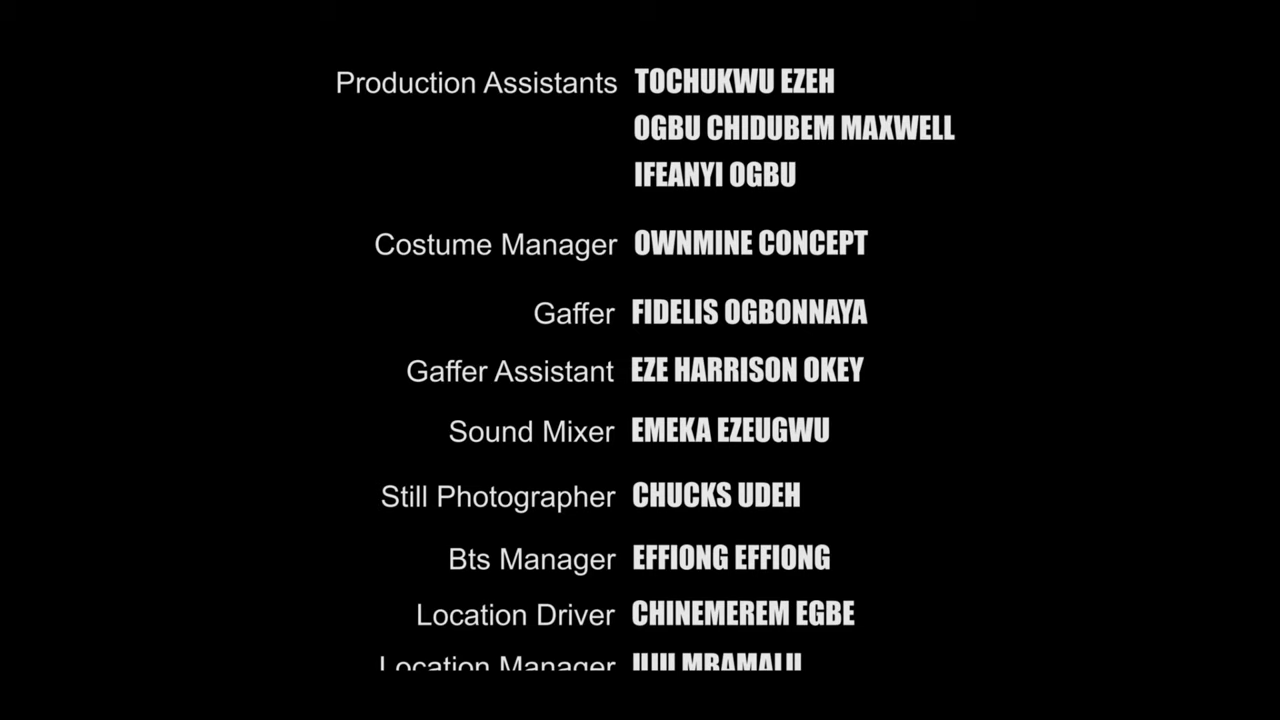 Production Assistants TOCHUKWU EZEH
OGBU CHIDUBEM MAXWELL
IFEANYI OGBU
Costume Manager OWNMINE CONCEPT
Gaffer FIDELIS OGBONNAYA
Gaffer Assistant EZE HARRISON OKEY
Sound Mixer EMEKA EZEUGWU
Still Photographer CHUCKS UDEH
Bts Manager EFFIONG EFFIONG
Location Driver CHINEMEREM EGBE
Location Manager